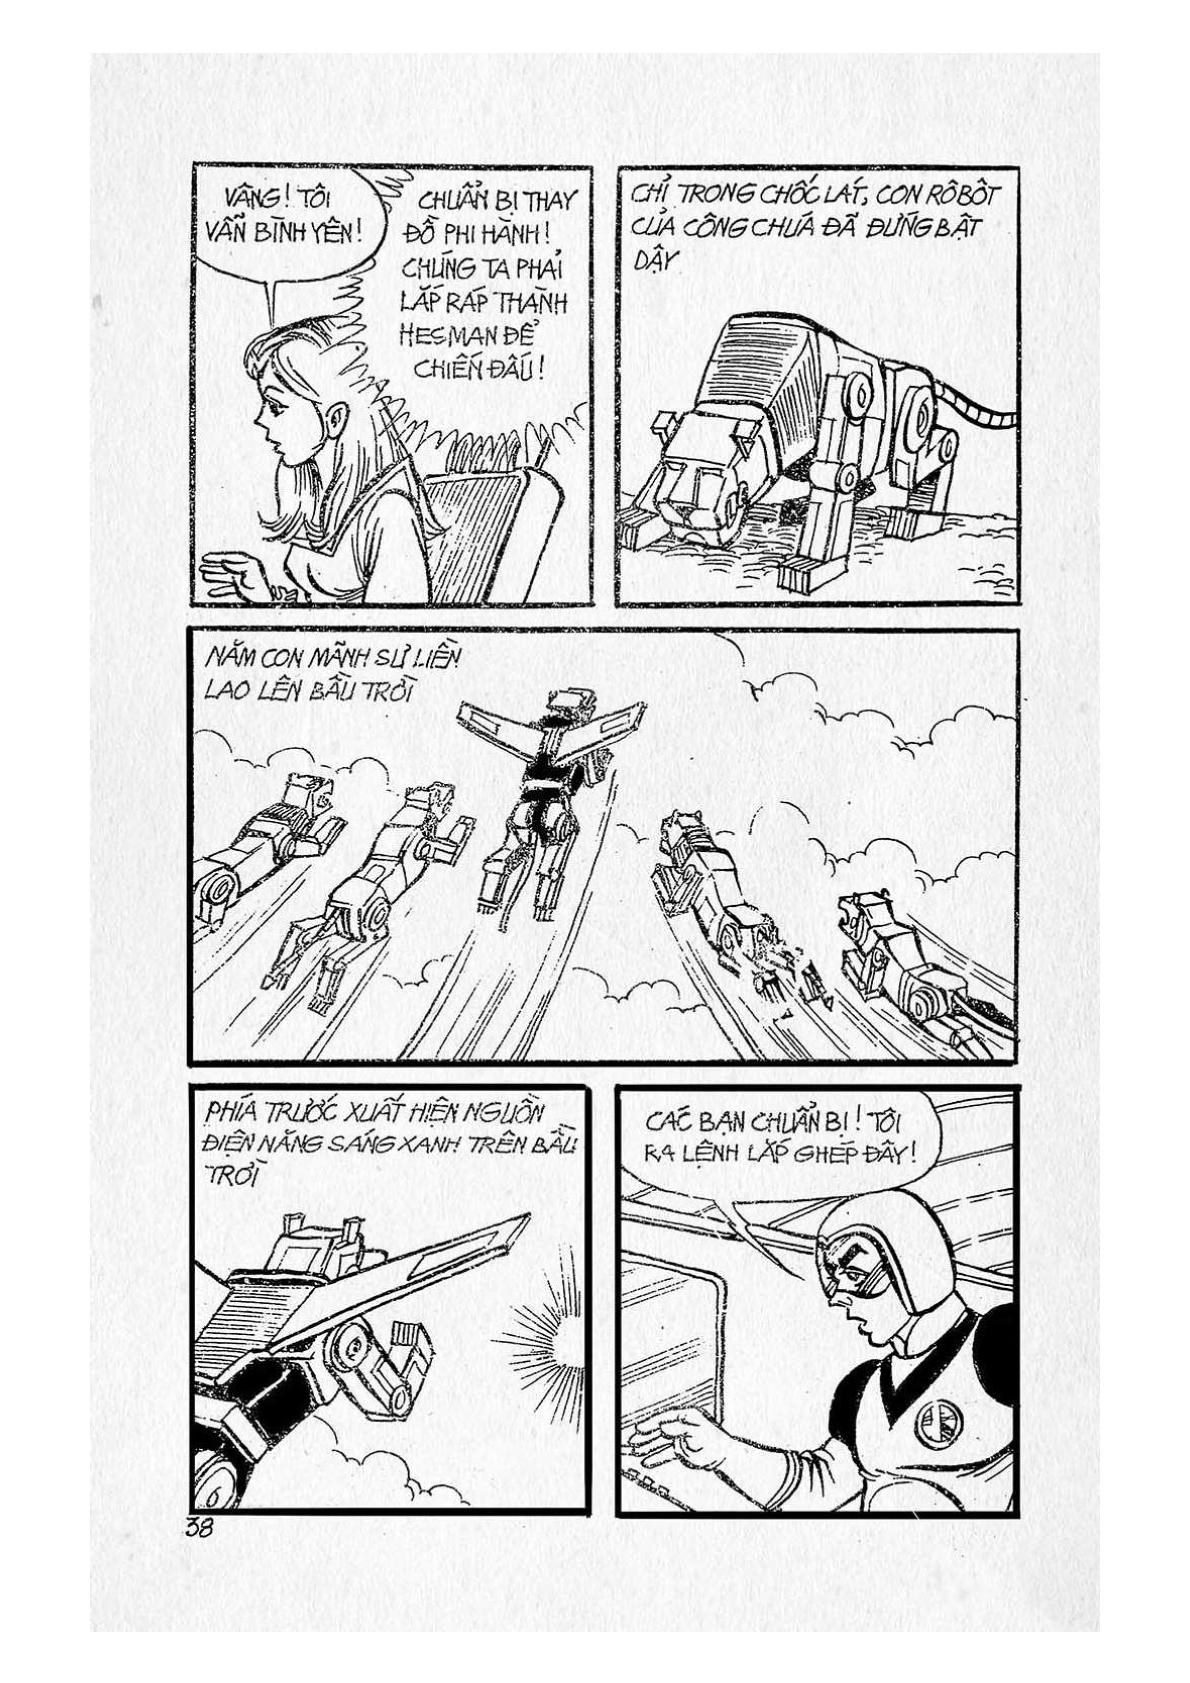 VÂNG! TÔI
VẪN BÌNH YÊN!
CHUẨN BỊ THAY
ĐỒ PHI HÀNH!
CHÚNG TA PHẢI
LẮP RÁP THÀNH
HESMAN ĐỂ
CHIẾN ĐẤU!
CHỈ TRONG CHỐC LÁT, CON RÔBÔT
CỦA CÔNG CHÚA ĐÃ ĐỨNG BẬT
DẬY
NĂM CON MÃNH SƯ LIỀN
LAO LÊN BẦU TRỜI
PHÍA TRƯỚC XUẤT HIỆN NGUỒN
ĐIỆN NĂNG SÁNG XANH TRÊN BẦU
TRỜI
CÁC BẠN CHUẨN BỊ! TÔI
RA LỆNH LẮP GHÉP ĐÂY!
38